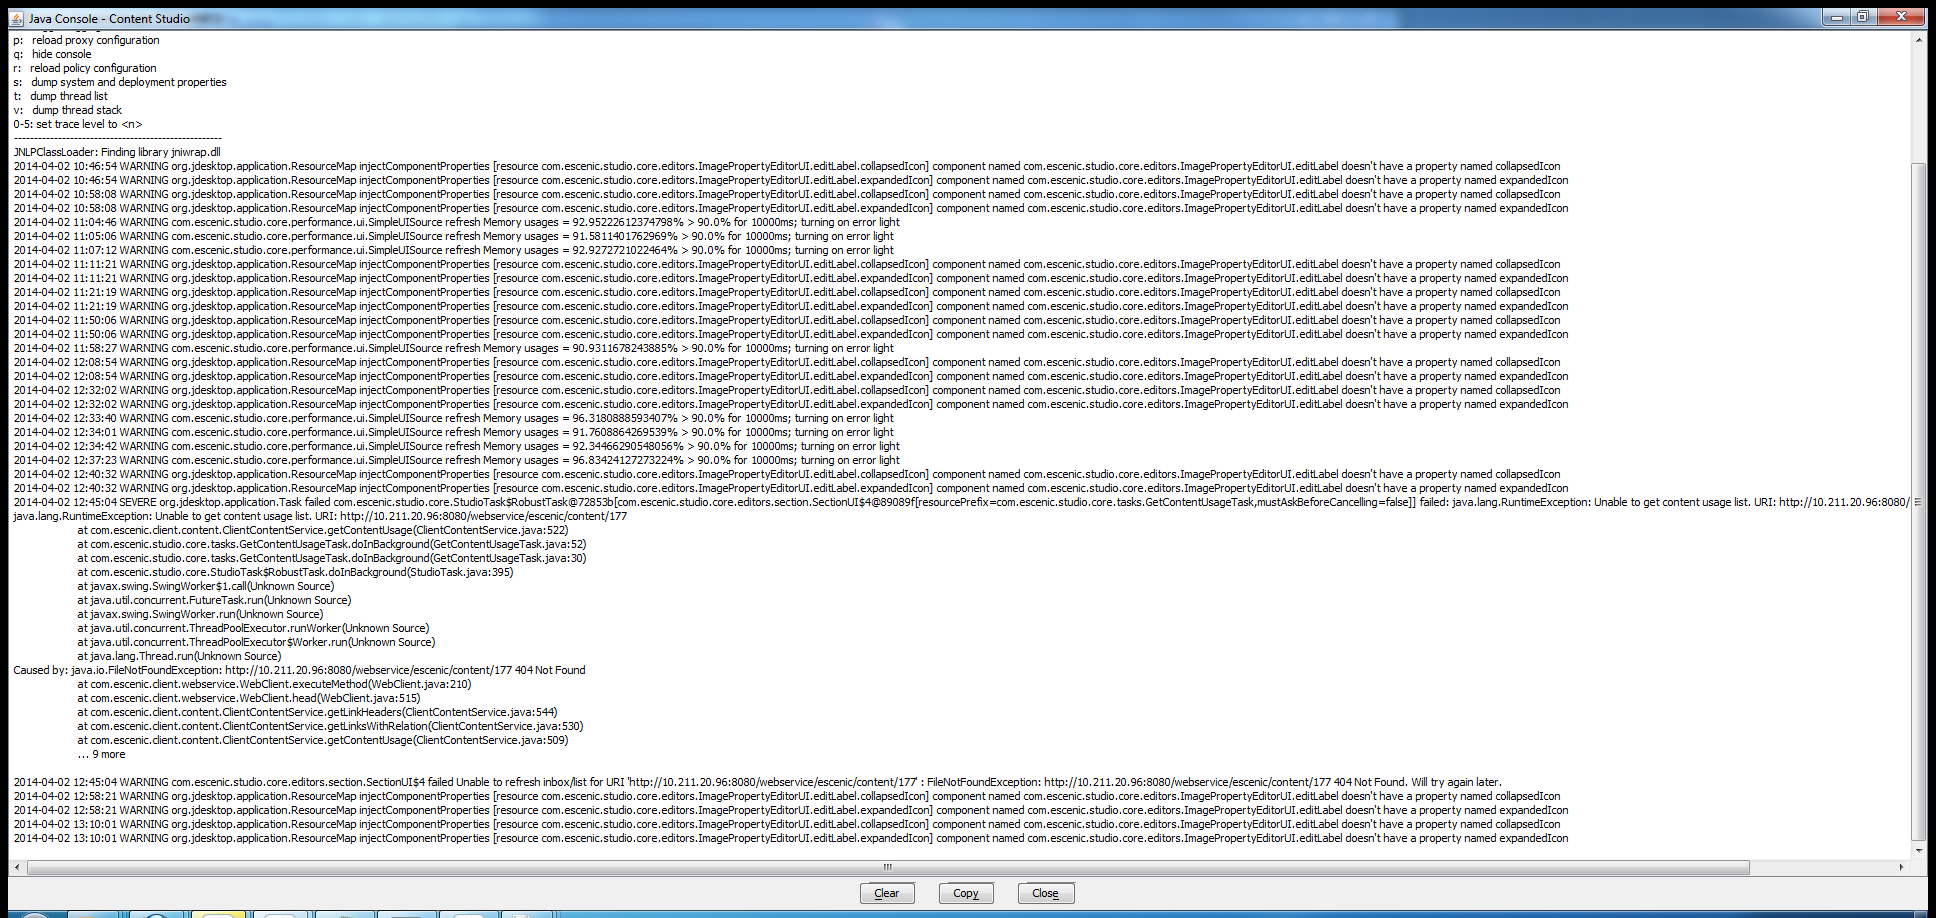 Java Console - Content Studio
p: reload proxy configuration
q: hide console
r: reload policy configuration
s: dump system and deployment properties
t: dump thread list
v: dump thread stack
0-5: set trace level to <n>
----------------------------------------------------
JNLPClassLoader: Finding library jniwrap.dll
2014-04-02 10:46:54 WARNING org.jdesktop.application.ResourceMap injectComponentProperties [resource com.escenic.studio.core.editors.ImagePropertyEditorUI.editLabel.collapsedIcon] component named com.escenic.studio.core.editors.ImagePropertyEditorUI.editLabel doesn't have a property named collapsedIcon
2014-04-02 10:46:54 WARNING org.jdesktop.application.ResourceMap injectComponentProperties [resource com.escenic.studio.core.editors.ImagePropertyEditorUI.editLabel.expandedIcon] component named com.escenic.studio.core.editors.ImagePropertyEditorUI.editLabel doesn't have a property named expandedIcon
2014-04-02 10:58:08 WARNING org.jdesktop.application.ResourceMap injectComponentProperties [resource com.escenic.studio.core.editors.ImagePropertyEditorUI.editLabel.collapsedIcon] component named com.escenic.studio.core.editors.ImagePropertyEditorUI.editLabel doesn't have a property named collapsedIcon
2014-04-02 10:58:08 WARNING org.jdesktop.application.ResourceMap injectComponentProperties [resource com.escenic.studio.core.editors.ImagePropertyEditorUI.editLabel.expandedIcon] component named com.escenic.studio.core.editors.ImagePropertyEditorUI.editLabel doesn't have a property named expandedIcon
2014-04-02 11:04:46 WARNING com.escenic.studio.core.performance.ui.SimpleUISource refresh Memory usages = 92.95222612374798% > 90.0% for 10000ms; turning on error light
2014-04-02 11:05:06 WARNING com.escenic.studio.core.performance.ui.SimpleUISource refresh Memory usages = 91.5811401762969% > 90.0% for 10000ms; turning on error light
2014-04-02 11:07:12 WARNING com.escenic.studio.core.performance.ui.SimpleUISource refresh Memory usages = 92.9272721022464% > 90.0% for 10000ms; turning on error light
2014-04-02 11:11:21 WARNING org.jdesktop.application.ResourceMap injectComponentProperties [resource com.escenic.studio.core.editors.ImagePropertyEditorUI.editLabel.collapsedIcon] component named com.escenic.studio.core.editors.ImagePropertyEditorUI.editLabel doesn't have a property named collapsedIcon
2014-04-02 11:11:21 WARNING org.jdesktop.application.ResourceMap injectComponentProperties [resource com.escenic.studio.core.editors.ImagePropertyEditorUI.editLabel.expandedIcon] component named com.escenic.studio.core.editors.ImagePropertyEditorUI.editLabel doesn't have a property named expandedIcon
2014-04-02 11:21:19 WARNING org.jdesktop.application.ResourceMap injectComponentProperties [resource com.escenic.studio.core.editors.ImagePropertyEditorUI.editLabel.collapsedIcon] component named com.escenic.studio.core.editors.ImagePropertyEditorUI.editLabel doesn't have a property named collapsedIcon
2014-04-02 11:21:19 WARNING org.jdesktop.application.ResourceMap injectComponentProperties [resource com.escenic.studio.core.editors.ImagePropertyEditorUI.editLabel.expandedIcon] component named com.escenic.studio.core.editors.ImagePropertyEditorUI.editLabel doesn't have a property named expandedIcon
2014-04-02 11:50:06 WARNING org.jdesktop.application.ResourceMap injectComponentProperties [resource com.escenic.studio.core.editors.ImagePropertyEditorUI.editLabel.collapsedIcon] component named com.escenic.studio.core.editors.ImagePropertyEditorUI.editLabel doesn't have a property named collapsedIcon
2014-04-02 11:50:06 WARNING org.jdesktop.application.ResourceMap injectComponentProperties [resource com.escenic.studio.core.editors.ImagePropertyEditorUI.editLabel.expandedIcon] component named com.escenic.studio.core.editors.ImagePropertyEditorUI.editLabel doesn't have a property named expandedIcon
2014-04-02 11:58:27 WARNING com.escenic.studio.core.performance.ui.SimpleUISource refresh Memory usages = 90.9311678243885% > 90.0% for 10000ms; turning on error light
2014-04-02 12:08:54 WARNING org.jdesktop.application.ResourceMap injectComponentProperties [resource com.escenic.studio.core.editors.ImagePropertyEditorUI.editLabel.collapsedIcon] component named com.escenic.studio.core.editors.ImagePropertyEditorUI.editLabel doesn't have a property named collapsedIcon
2014-04-02 12:08:54 WARNING org.jdesktop.application.ResourceMap injectComponentProperties [resource com.escenic.studio.core.editors.ImagePropertyEditorUI.editLabel.expandedIcon] component named com.escenic.studio.core.editors.ImagePropertyEditorUI.editLabel doesn't have a property named expandedIcon
2014-04-02 12:32:02 WARNING org.jdesktop.application.ResourceMap injectComponentProperties [resource com.escenic.studio.core.editors.ImagePropertyEditorUI.editLabel.collapsedIcon] component named com.escenic.studio.core.editors.ImagePropertyEditorUI.editLabel doesn't have a property named collapsedIcon
2014-04-02 12:32:02 WARNING org.jdesktop.application.ResourceMap injectComponentProperties [resource com.escenic.studio.core.editors.ImagePropertyEditorUI.editLabel.expandedIcon] component named com.escenic.studio.core.editors.ImagePropertyEditorUI.editLabel doesn't have a property named expandedIcon
2014-04-02 12:33:40 WARNING com.escenic.studio.core.performance.ui.SimpleUISource refresh Memory usages = 96.3180888593407% > 90.0% for 10000ms; turning on error light
2014-04-02 12:34:01 WARNING com.escenic.studio.core.performance.ui.SimpleUISource refresh Memory usages = 91.7608864269539% > 90.0% for 10000ms; turning on error light
2014-04-02 12:34:42 WARNING com.escenic.studio.core.performance.ui.SimpleUISource refresh Memory usages = 92.34466290548056% > 90.0% for 10000ms; turning on error light
2014-04-02 12:37:23 WARNING com.escenic.studio.core.performance.ui.SimpleUISource refresh Memory usages = 96.83424127273224% > 90.0% for 10000ms; turning on error light
2014-04-02 12:40:32 WARNING org.jdesktop.application.ResourceMap injectComponentProperties [resource com.escenic.studio.core.editors.ImagePropertyEditorUI.editLabel.collapsedIcon] component named com.escenic.studio.core.editors.ImagePropertyEditorUI.editLabel doesn't have a property named collapsedIcon
2014-04-02 12:40:32 WARNING org.jdesktop.application.ResourceMap injectComponentProperties [resource com.escenic.studio.core.editors.ImagePropertyEditorUI.editLabel.expandedIcon] component named com.escenic.studio.core.editors.ImagePropertyEditorUI.editLabel doesn't have a property named expandedIcon
2014-04-02 12:45:04 SEVERE org.jdesktop.application.Task failed com.escenic.studio.core.StudioTask$RobustTask@72853b[com.escenic.studio.core.editors.section.SectionUI$4@89089f[resourcePrefix=com.escenic.studio.core.tasks.GetContentUsageTask,mustAskBeforeCancelling=false]] failed: java.lang.RuntimeException: Unable to get content usage list. URI: http://10.211.20.96:8080/
java.lang.RuntimeException: Unable to get content usage list. URI: http://10.211.20.96:8080/webservice/escenic/content/177
at com.escenic.client.content.ClientContentService.getContentUsage(ClientContentService.java:522)
at com.escenic.studio.core.tasks.GetContentUsageTask.doInBackground(GetContentUsageTask.java:52)
at com.escenic.studio.core.tasks.GetContentUsageTask.doInBackground(GetContentUsageTask.java:30)
at com.escenic.studio.core.StudioTask$RobustTask.doInBackground(StudioTask.java:395)
at javax.swing.SwingWorker$1.call(Unknown Source)
at java.util.concurrent.FutureTask.run(Unknown Source)
at javax.swing.SwingWorker.run(Unknown Source)
at java.util.concurrent.ThreadPoolExecutor.runWorker(Unknown Source)
at java.util.concurrent.ThreadPoolExecutor$Worker.run(Unknown Source)
at java.lang.Thread.run(Unknown Source)
Caused by: java.io.FileNotFoundException: http://10.211.20.96:8080/webservice/escenic/content/177 404 Not Found
at com.escenic.client.webservice.WebClient.executeMethod(WebClient.java:210)
at com.escenic.client.webservice.WebClient.head(WebClient.java:515)
at com.escenic.client.content.ClientContentService.getLinkHeaders(ClientContentService.java:544)
at com.escenic.client.content.ClientContentService.getLinksWithRelation(ClientContentService.java:530)
at com.escenic.client.content.ClientContentService.getContentUsage(ClientContentService.java:509)
... 9 more
2014-04-02 12:45:04 WARNING com.escenic.studio.core.editors.section.SectionUI$4 failed Unable to refresh inbox/list for URI 'http://10.211.20.96:8080/webservice/escenic/content/177' : FileNotFoundException: http://10.211.20.96:8080/webservice/escenic/content/177 404 Not Found. Will try again later.
2014-04-02 12:58:21 WARNING org.jdesktop.application.ResourceMap injectComponentProperties [resource com.escenic.studio.core.editors.ImagePropertyEditorUI.editLabel.collapsedIcon] component named com.escenic.studio.core.editors.ImagePropertyEditorUI.editLabel doesn't have a property named collapsedIcon
2014-04-02 12:58:21 WARNING org.jdesktop.application.ResourceMap injectComponentProperties [resource com.escenic.studio.core.editors.ImagePropertyEditorUI.editLabel.expandedIcon] component named com.escenic.studio.core.editors.ImagePropertyEditorUI.editLabel doesn't have a property named expandedIcon
2014-04-02 13:10:01 WARNING org.jdesktop.application.ResourceMap injectComponentProperties [resource com.escenic.studio.core.editors.ImagePropertyEditorUI.editLabel.collapsedIcon] component named com.escenic.studio.core.editors.ImagePropertyEditorUI.editLabel doesn't have a property named collapsedIcon
2014-04-02 13:10:01 WARNING org.jdesktop.application.ResourceMap injectComponentProperties [resource com.escenic.studio.core.editors.ImagePropertyEditorUI.editLabel.expandedIcon] component named com.escenic.studio.core.editors.ImagePropertyEditorUI.editLabel doesn't have a property named expandedIcon
Clear Copy Close